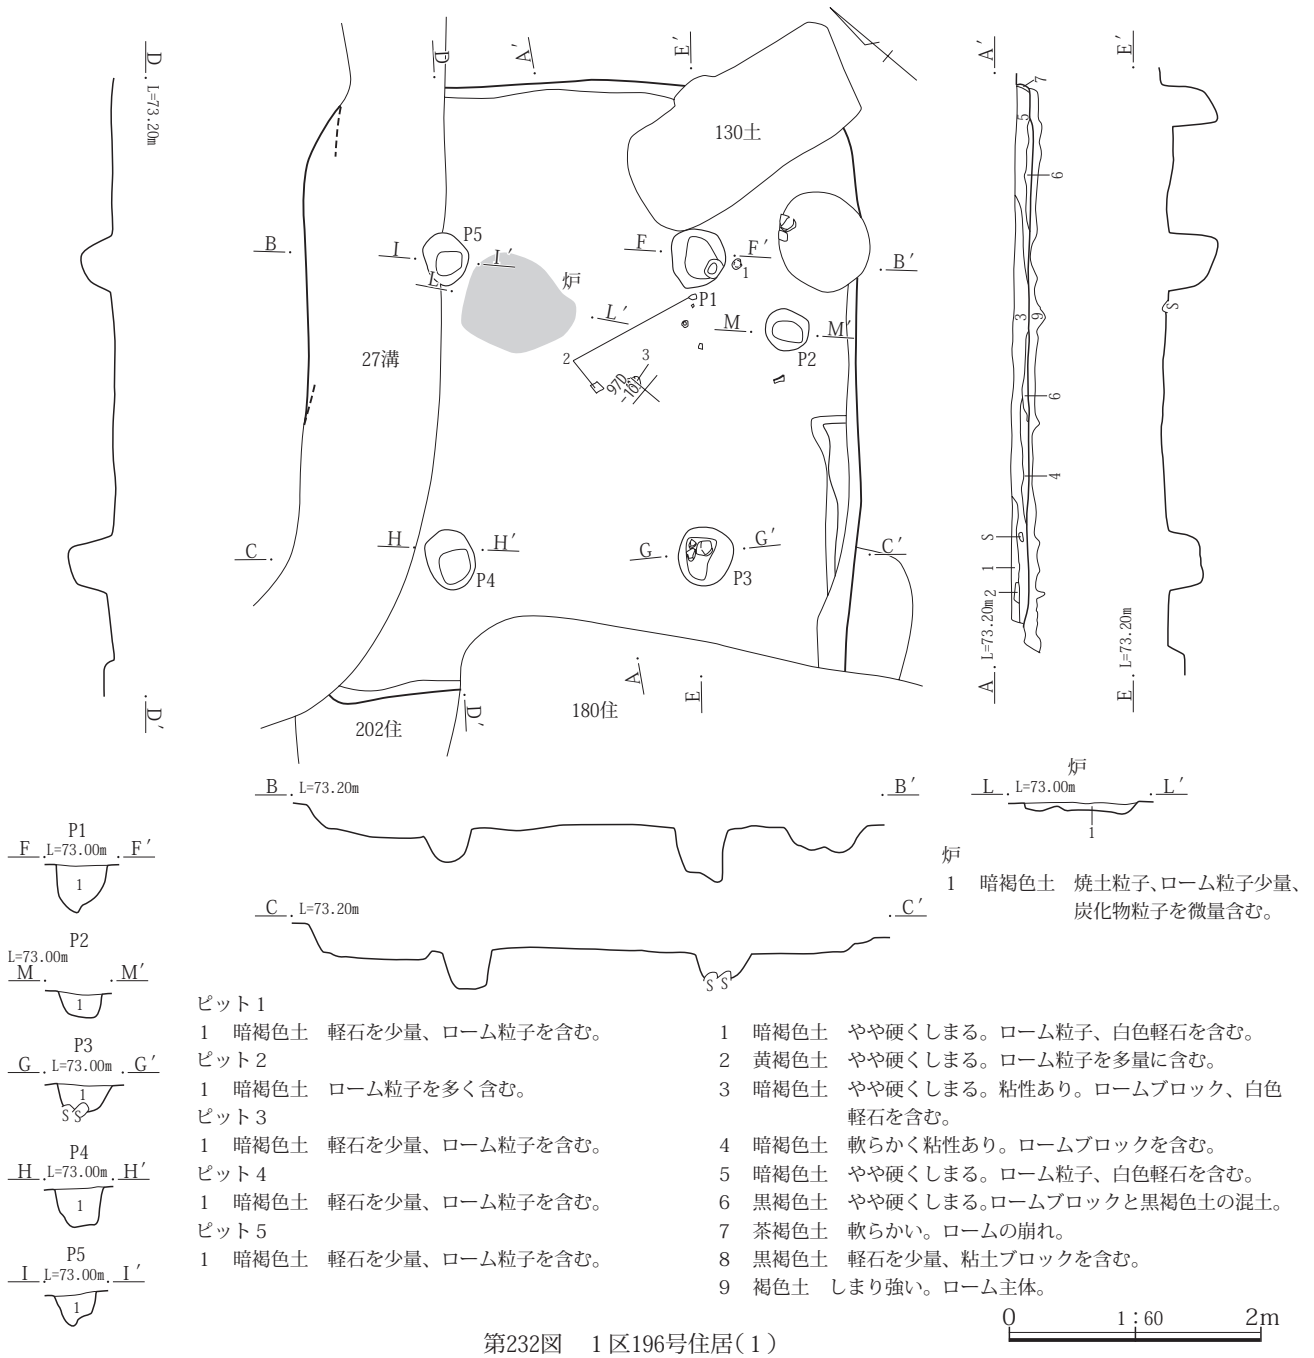 D
L=73.20m
D′
D
A′
E′
130土
B
I
P5
I′
L
炉
L′
F
F′
1
P1
B′
M
M′
P2
2
3
970
-103
27溝
C
H
H′
P4
G
G′
P3
C′
A
E
D′
180住
202住
A′
7
5
6
3
9
6
4
S
1
2
A
L=73.20m
E′
S
E
L=73.20m
B
L=73.20m
B′
C
L=73.20m
C′
S S
炉
L
L=73.00m
L′
1
炉
1 暗褐色土 焼土粒子、ローム粒子少量、
炭化物粒子を微量含む。
P1
F L=73.00m F′
1
P2
L=73.00m
M M′
1
P3
G L=73.00m G′
1
S S
P4
H L=73.00m H′
1
P5
I L=73.00m I′
1
ピット1
1 暗褐色土 軽石を少量、ローム粒子を含む。
ピット2
1 暗褐色土 ローム粒子を多く含む。
ピット3
1 暗褐色土 軽石を少量、ローム粒子を含む。
ピット4
1 暗褐色土 軽石を少量、ローム粒子を含む。
ピット5
1 暗褐色土 軽石を少量、ローム粒子を含む。
1 暗褐色土 やや硬くしまる。ローム粒子、白色軽石を含む。
2 黄褐色土 やや硬くしまる。ローム粒子を多量に含む。
3 暗褐色土 やや硬くしまる。粘性あり。ロームブロック、白色
軽石を含む。
4 暗褐色土 軟らかく粘性あり。ロームブロックを含む。
5 暗褐色土 やや硬くしまる。ローム粒子、白色軽石を含む。
6 黒褐色土 やや硬くしまる。ロームブロックと黒褐色土の混土。
7 茶褐色土 軟らかい。ロームの崩れ。
8 黒褐色土 軽石を少量、粘土ブロックを含む。
9 褐色土 しまり強い。ローム主体。
0 1:60 2m
第232図 1区196号住居(1)